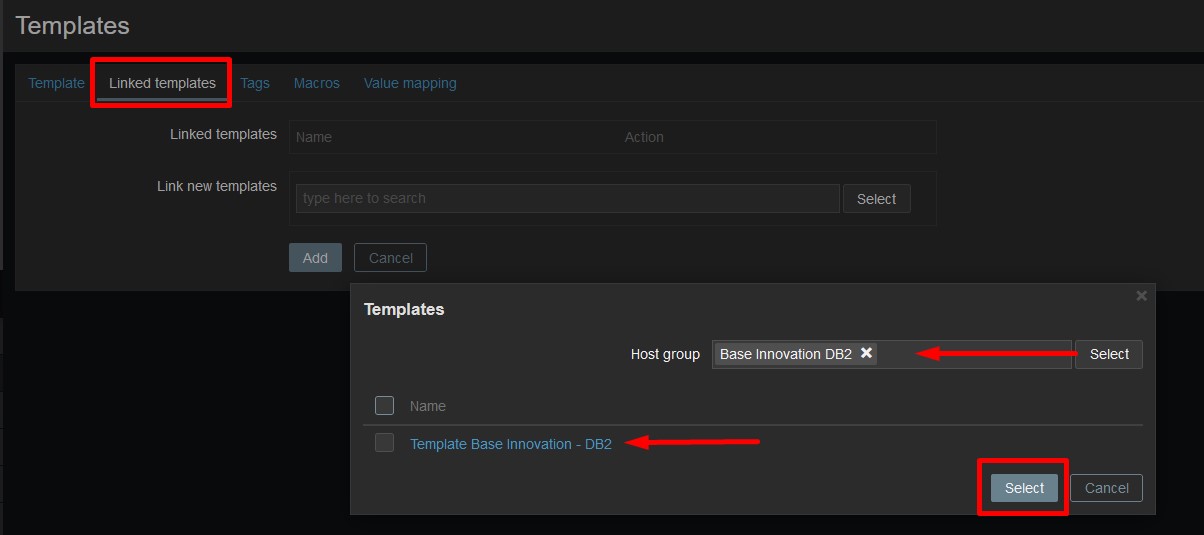 Templates
Template Linked templates Tags Macros Value mapping
Linked templates Name Action
Link new templates type here to search Select
Add Cancel
Templates
Host group Base Innovation DB2 Select
Name
Template Base Innovation - DB2
Select Cancel